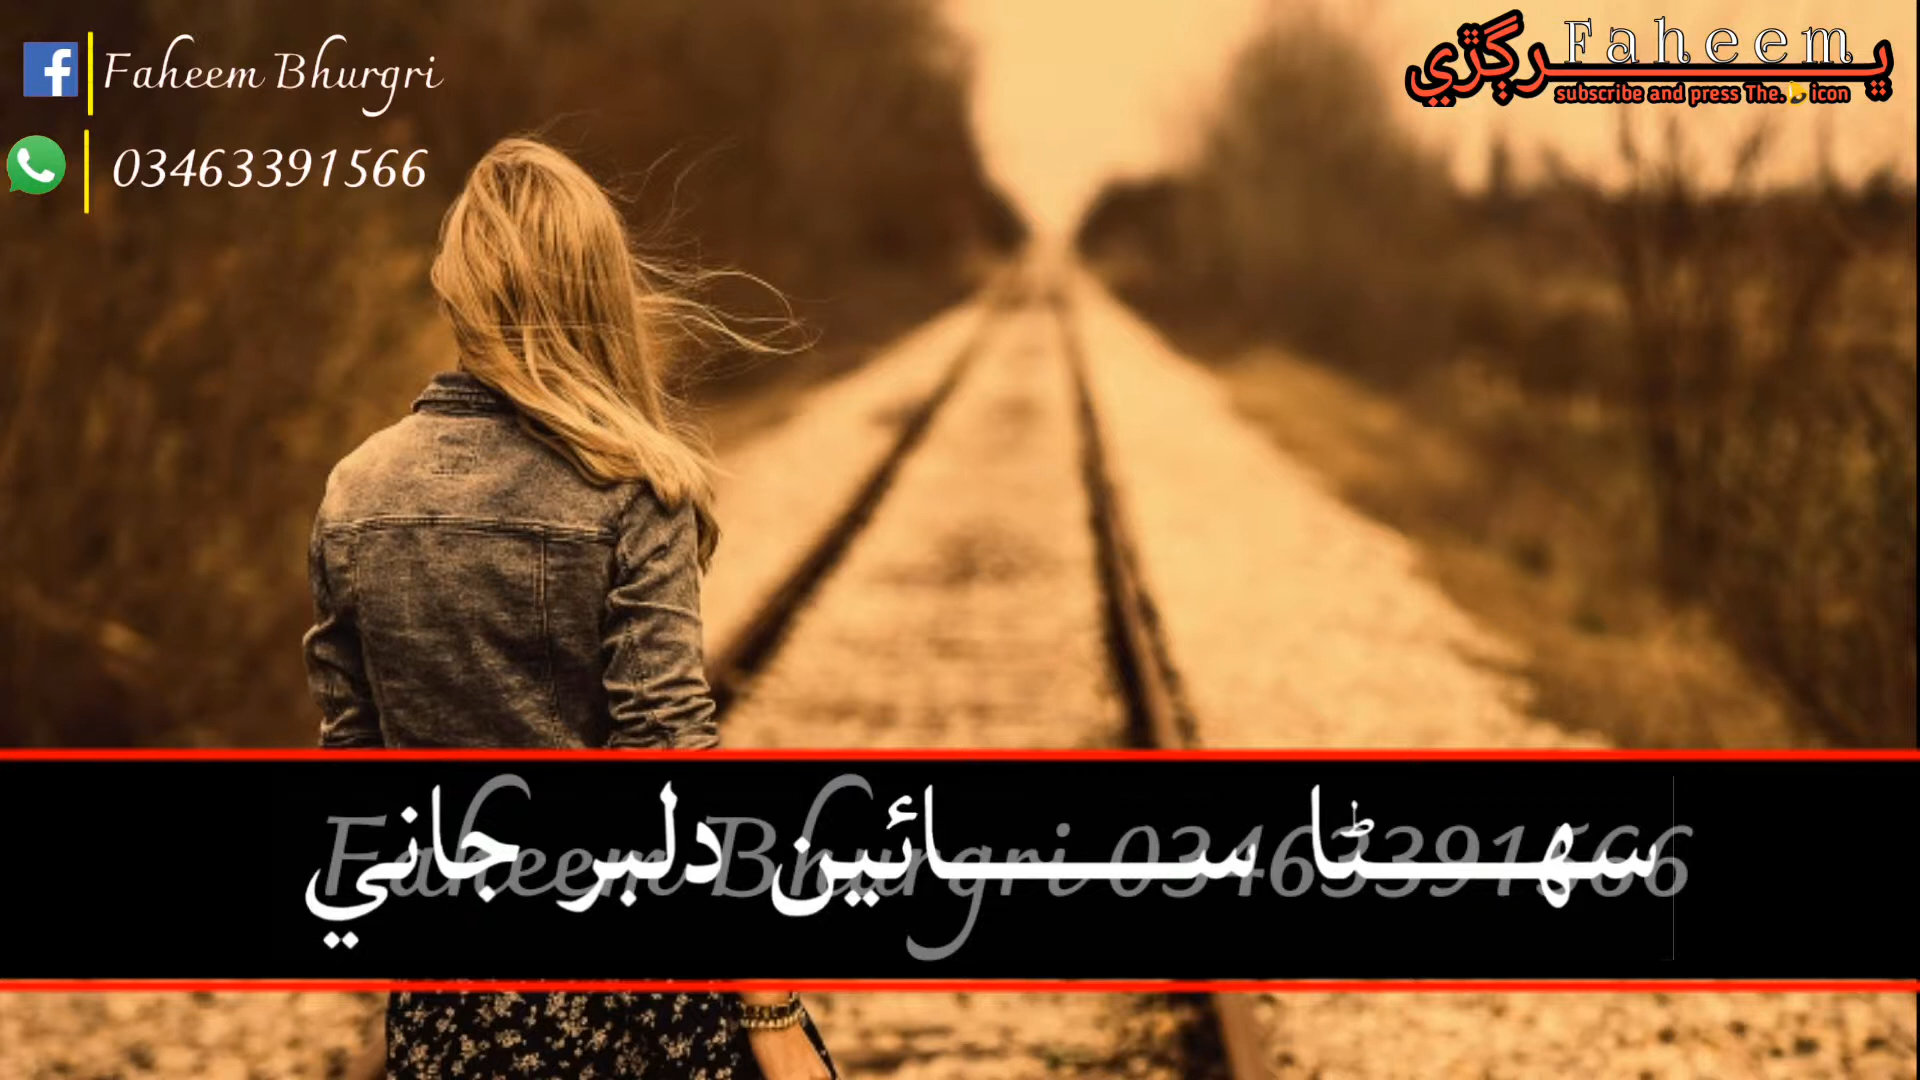 Faheem Bhurgri
03463391566
Faheem
ڀرڳڙي
subscribe and press The. icon
سهڻا سائين دلبر جاني
Faheem Bhurgri 03463391566